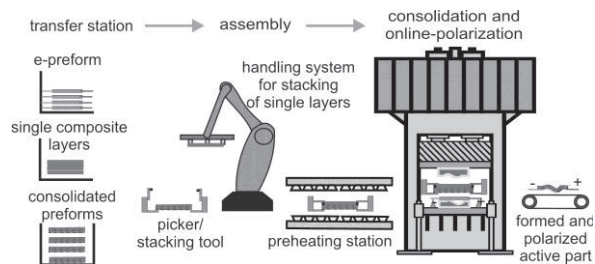 transfer station
assembly
consolidation and
online-polarization
e-preform
single composite
layers
consolidated
preforms
handling system
for stacking
of single layers
picker/
stacking tool
preheating station
- +
formed and
polarized
active part